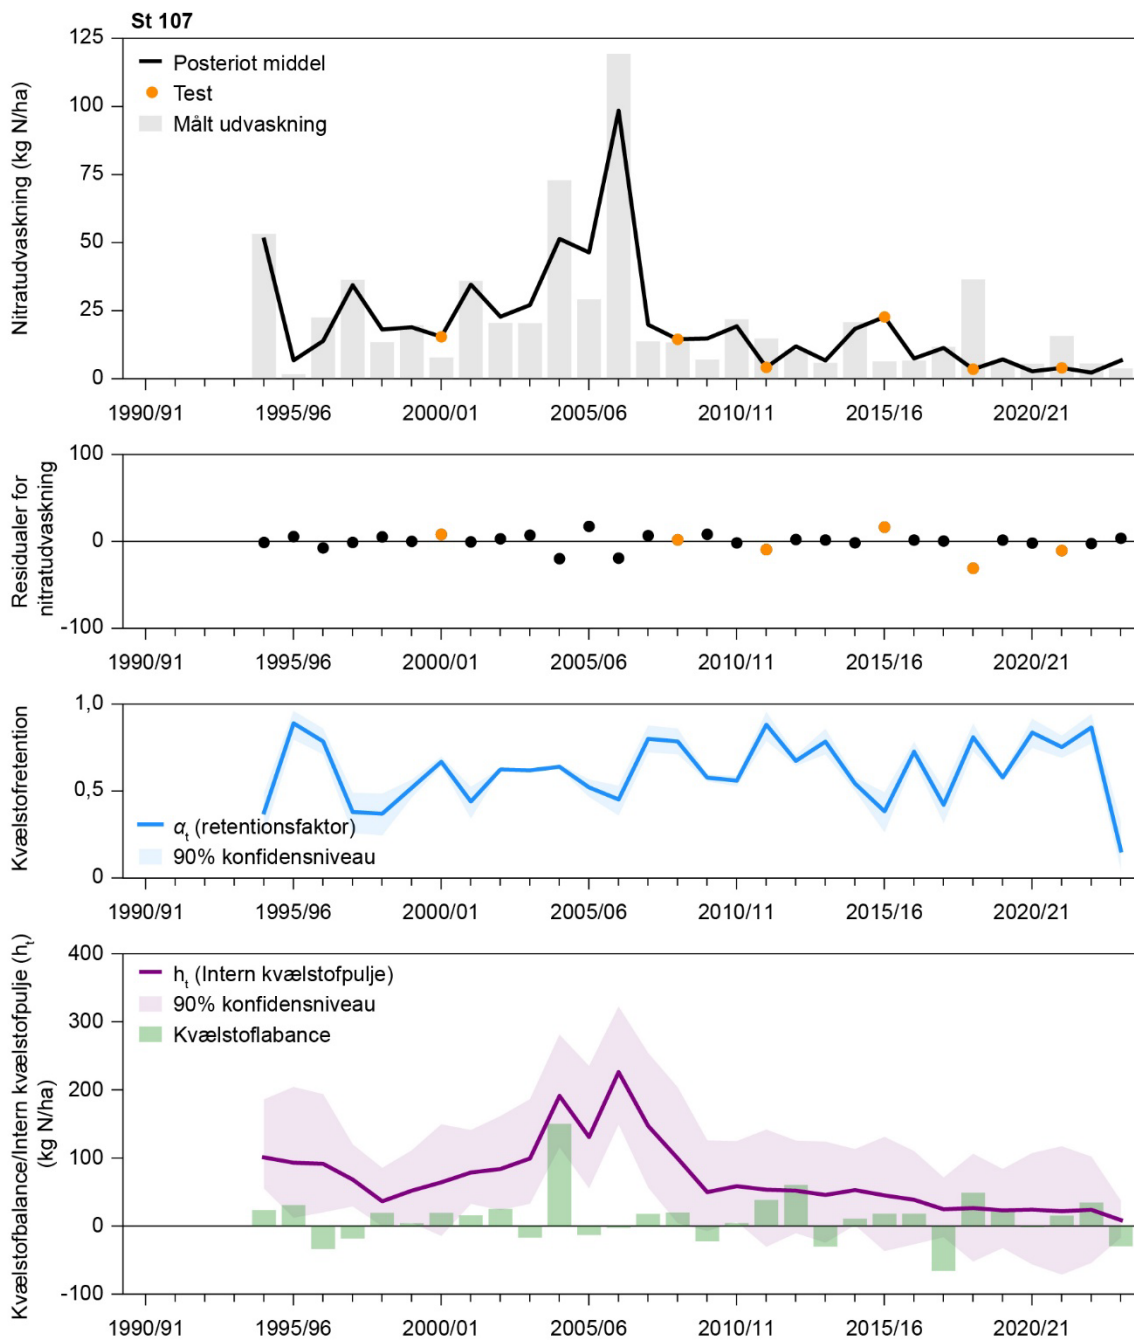 St 107
Nitratudvaskning (kg N/ha)
125
100
75
50
25
0
Posteriot middel
Test
Målt udvaskning
1990/91 1995/96 2000/01 2005/06 2010/11 2015/16 2020/21
Residualer for
nitratudvaskning
100
0
-100
1990/91 1995/96 2000/01 2005/06 2010/11 2015/16 2020/21
Kvælstofretention
1,0
0,5
0
αt (retentionsfaktor)
90% konfidensniveau
1990/91 1995/96 2000/01 2005/06 2010/11 2015/16 2020/21
Kvælstofbalance/Intern kvælstofpulje (ht)
(kg N/ha)
400
300
200
100
0
-100
ht (Intern kvælstofpulje)
90% konfidensniveau
Kvælstoflabance
1990/91 1995/96 2000/01 2005/06 2010/11 2015/16 2020/21